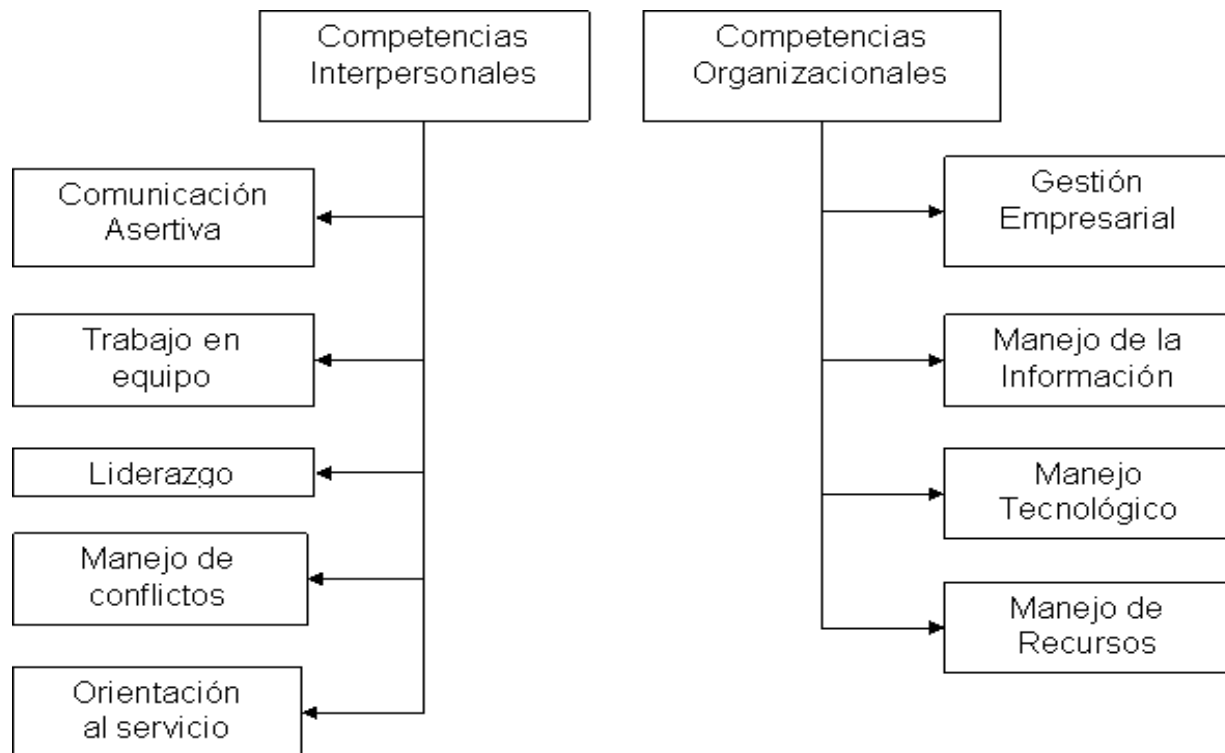 Competencias
Interpersonales
Comunicación
Asertiva
Trabajo en
equipo
Liderazgo
Manejo de
conflictos
Orientación
al servicio
Competencias
Organizacionales
Gestión
Empresarial
Manejo de la
Información
Manejo
Tecnológico
Manejo de
Recursos